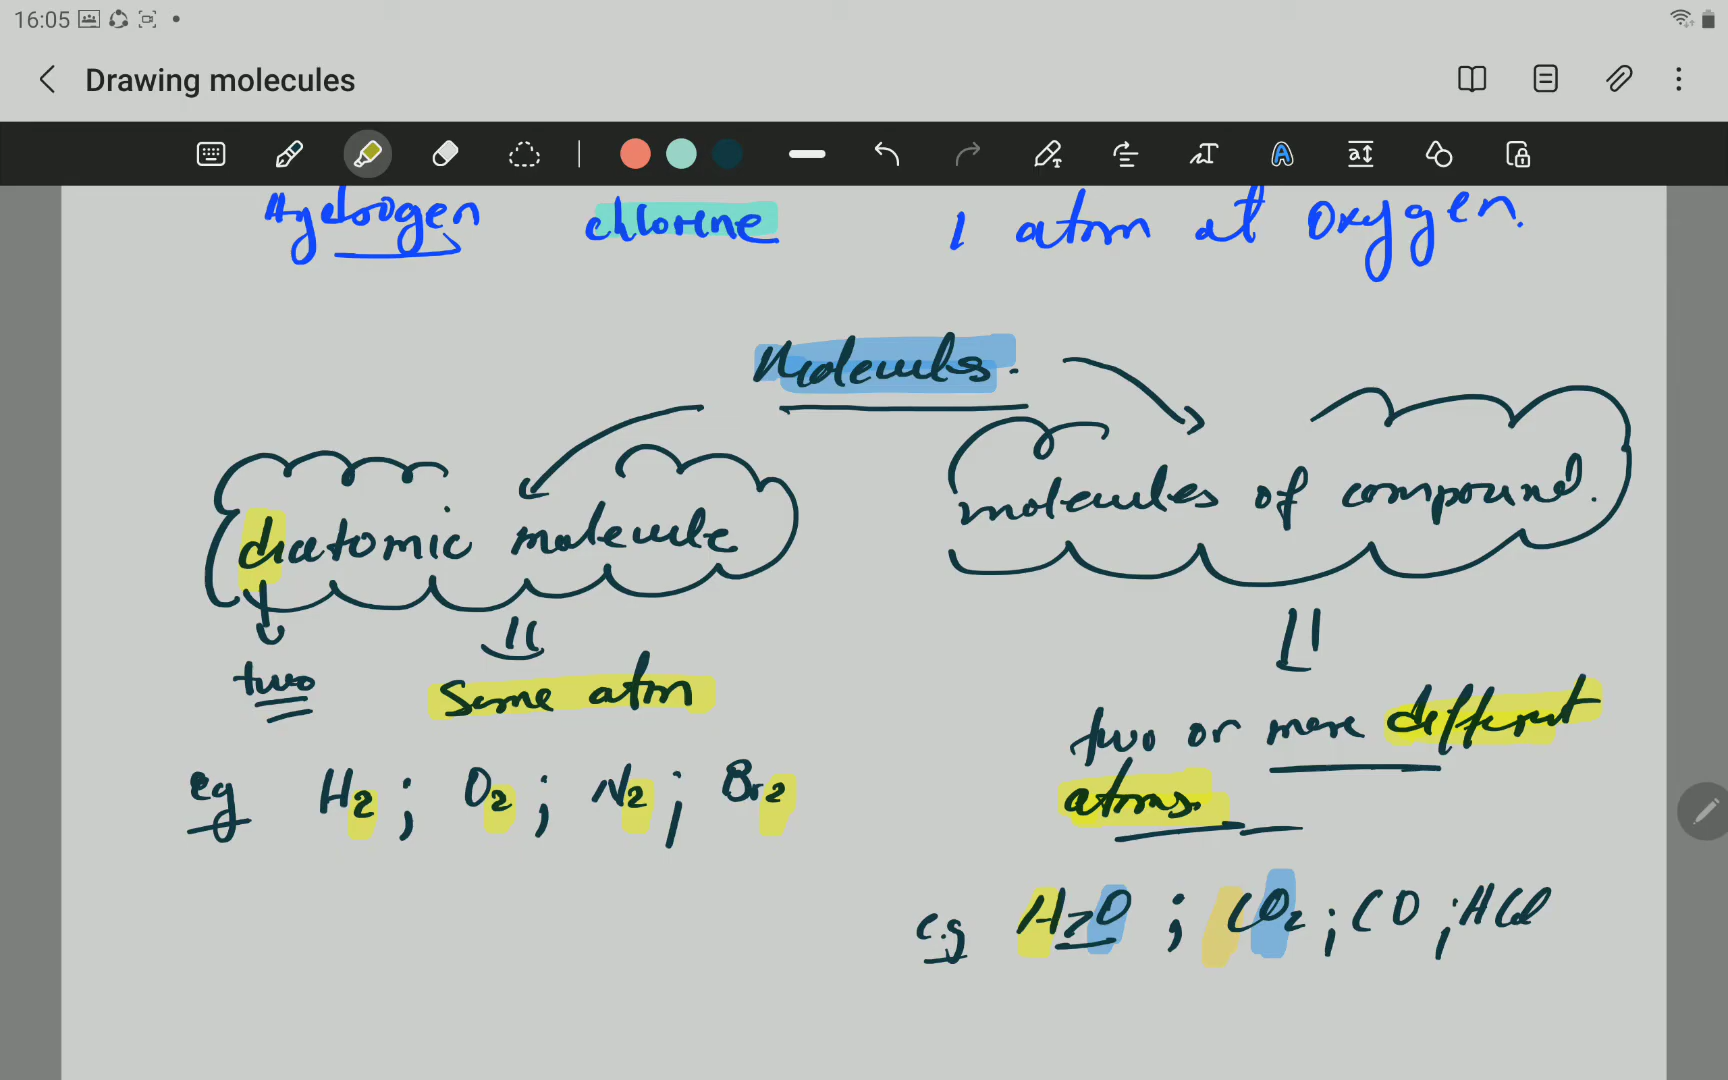 16:05
Drawing molecules
Hydrogen chlorine 1 atom at Oxygen.
Molecules.
diatomic molecule
molecules of compound.
two
Same atom
two or more different
atoms.
eg H2 ; O2 ; N2 ; Br2
e.g H2O ; CO2 ; CO ; HCl